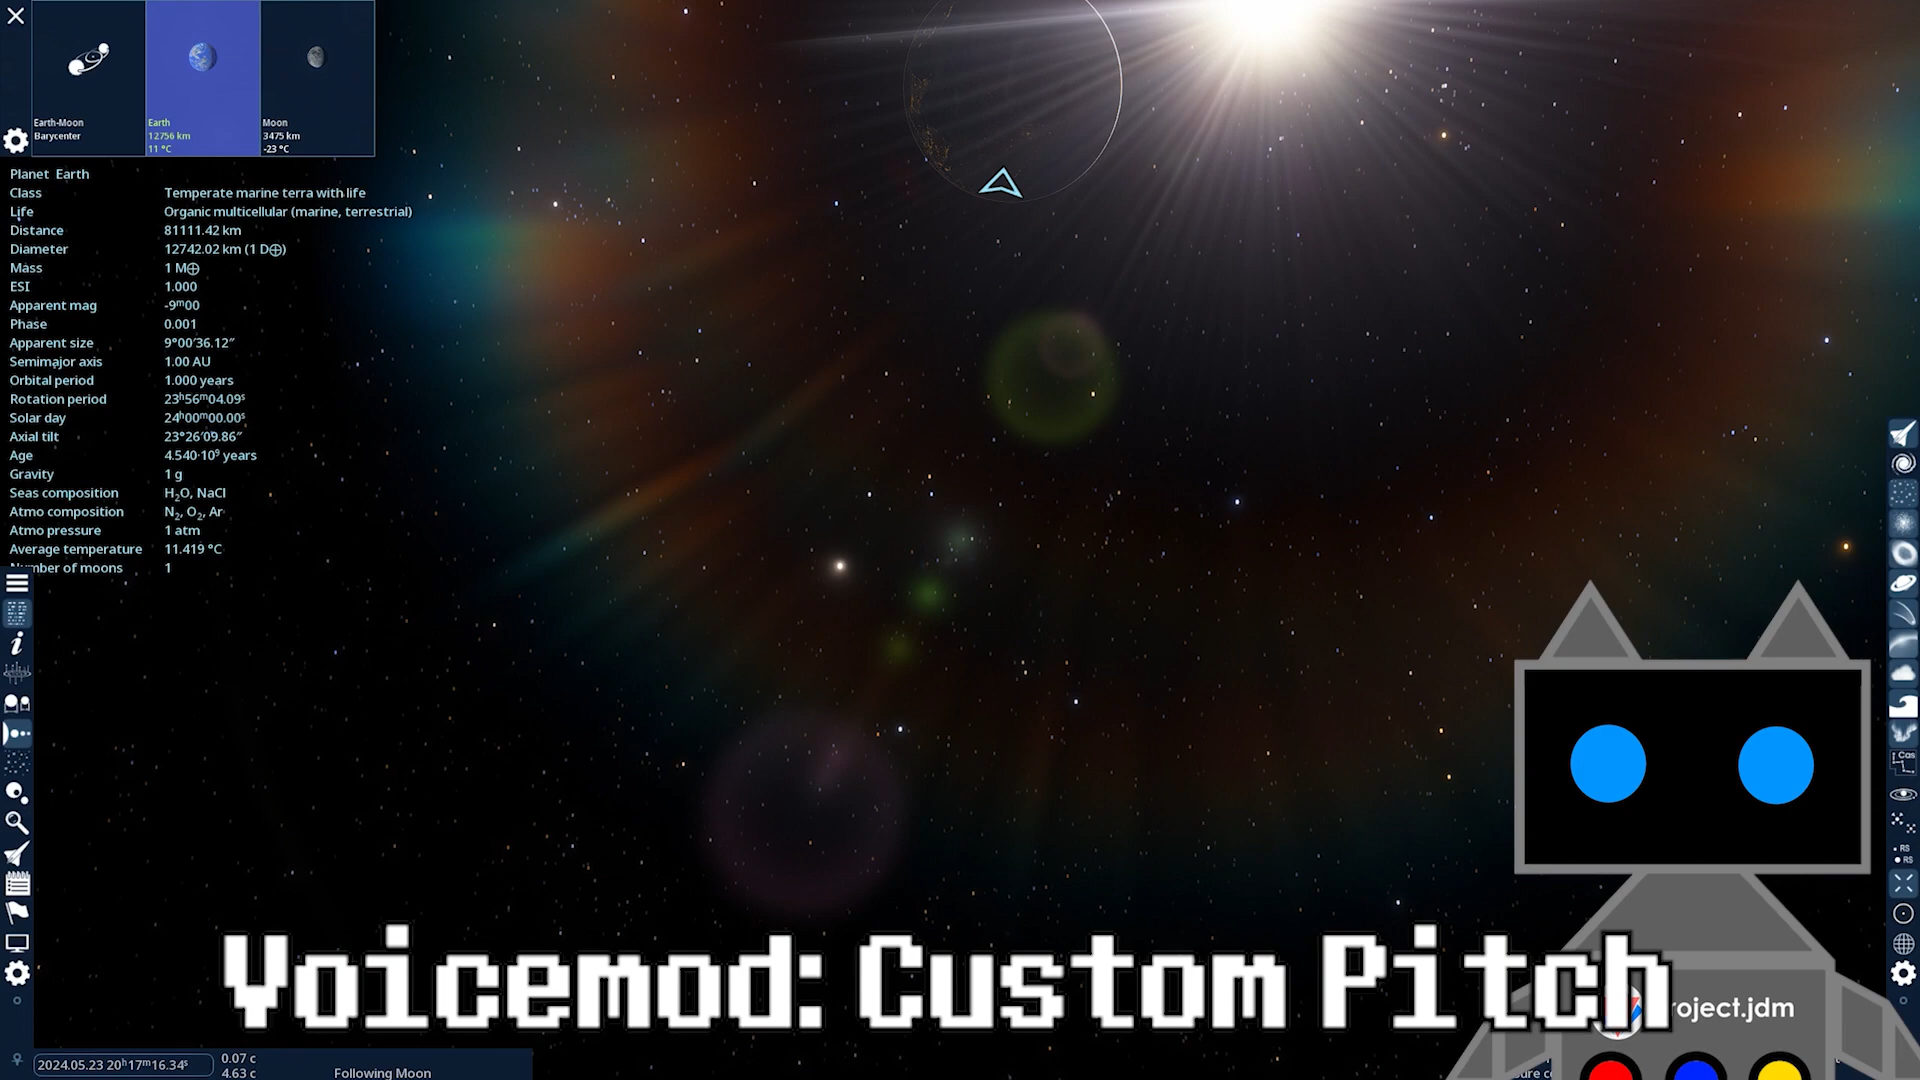 Earth-Moon
Barycenter
Earth
12756 km
11 °C
Moon
3475 km
-23 °C
Planet Earth
Class Temperate marine terra with life
Life Organic multicellular (marine, terrestrial)
Distance 81111.42 km
Diameter 12742.02 km (1 D⊕)
Mass 1 M⊕
ESI 1.000
Apparent mag -9ᵐ00
Phase 0.001
Apparent size 9°00′36.12″
Semimajor axis 1.00 AU
Orbital period 1.000 years
Rotation period 23ʰ56ᵐ04.09ˢ
Solar day 24ʰ00ᵐ00.00ˢ
Axial tilt 23°26′09.86″
Age 4.540·10⁹ years
Gravity 1 g
Seas composition H₂O, NaCl
Atmo composition N₂, O₂, Ar
Atmo pressure 1 atm
Average temperature 11.419 °C
Number of moons 1
Cas
RS
RS
Voicemod: Custom Pitch
roject.jdm
2024.05.23 20ʰ17ᵐ16.34ˢ
0.07 c
4.63 c
Following Moon